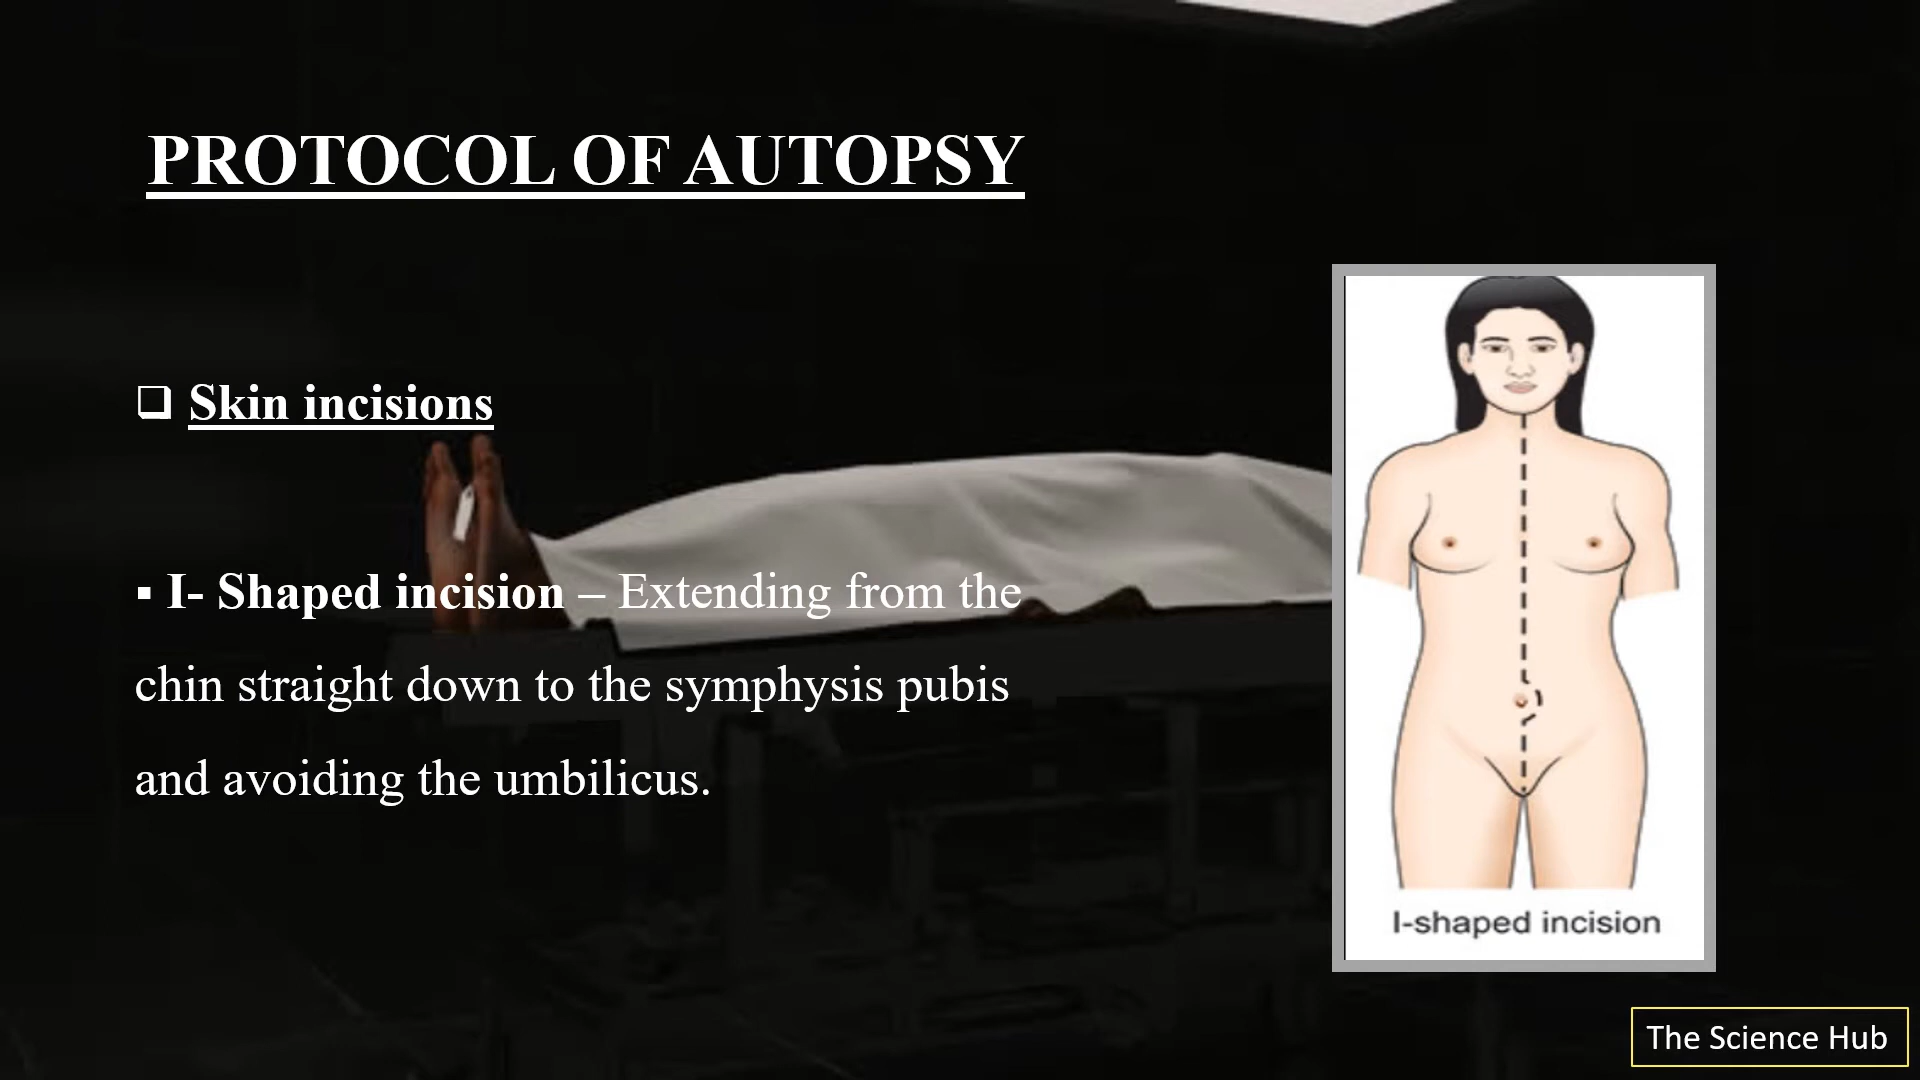 PROTOCOL OF AUTOPSY
❑ Skin incisions
▪ I- Shaped incision – Extending from the
chin straight down to the symphysis pubis
and avoiding the umbilicus.
I-shaped incision
The Science Hub